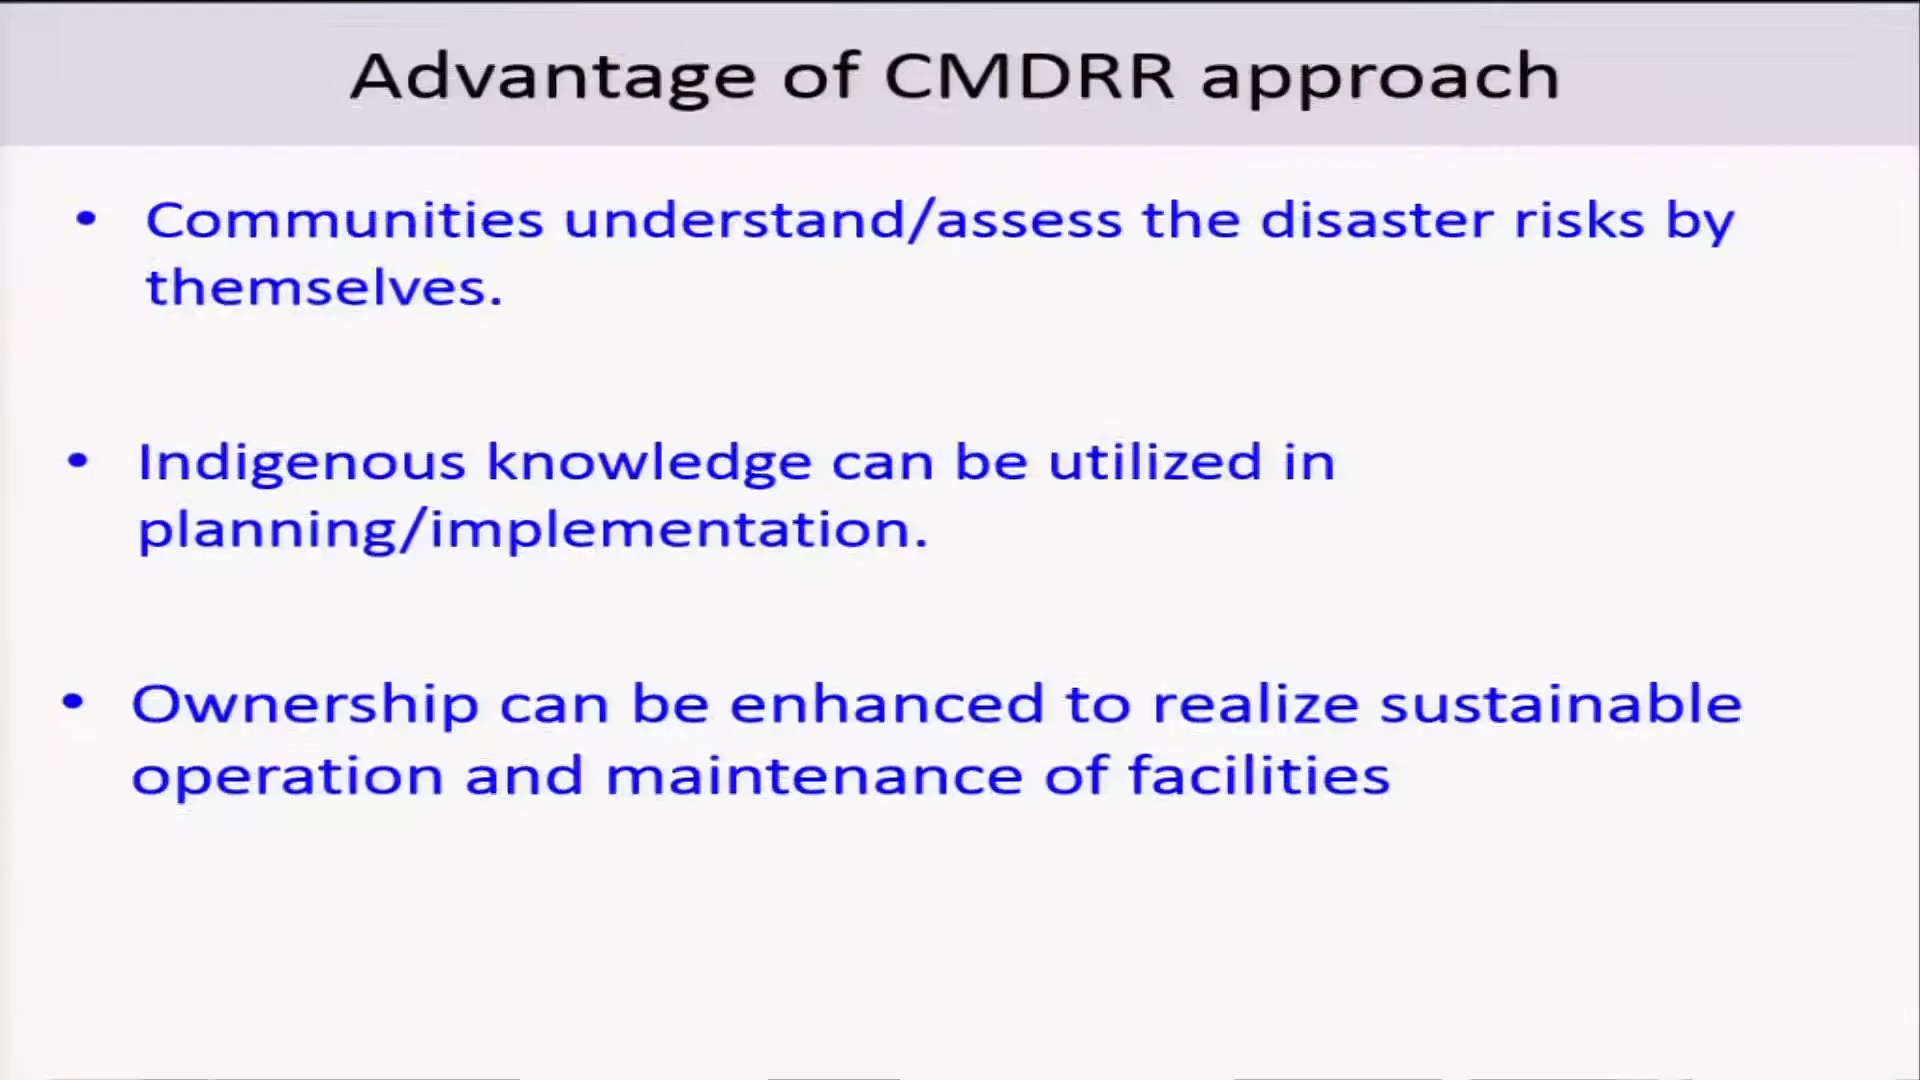 Advantage of CMDRR approach
• Communities understand/assess the disaster risks by
themselves.
• Indigenous knowledge can be utilized in
planning/implementation.
• Ownership can be enhanced to realize sustainable
operation and maintenance of facilities